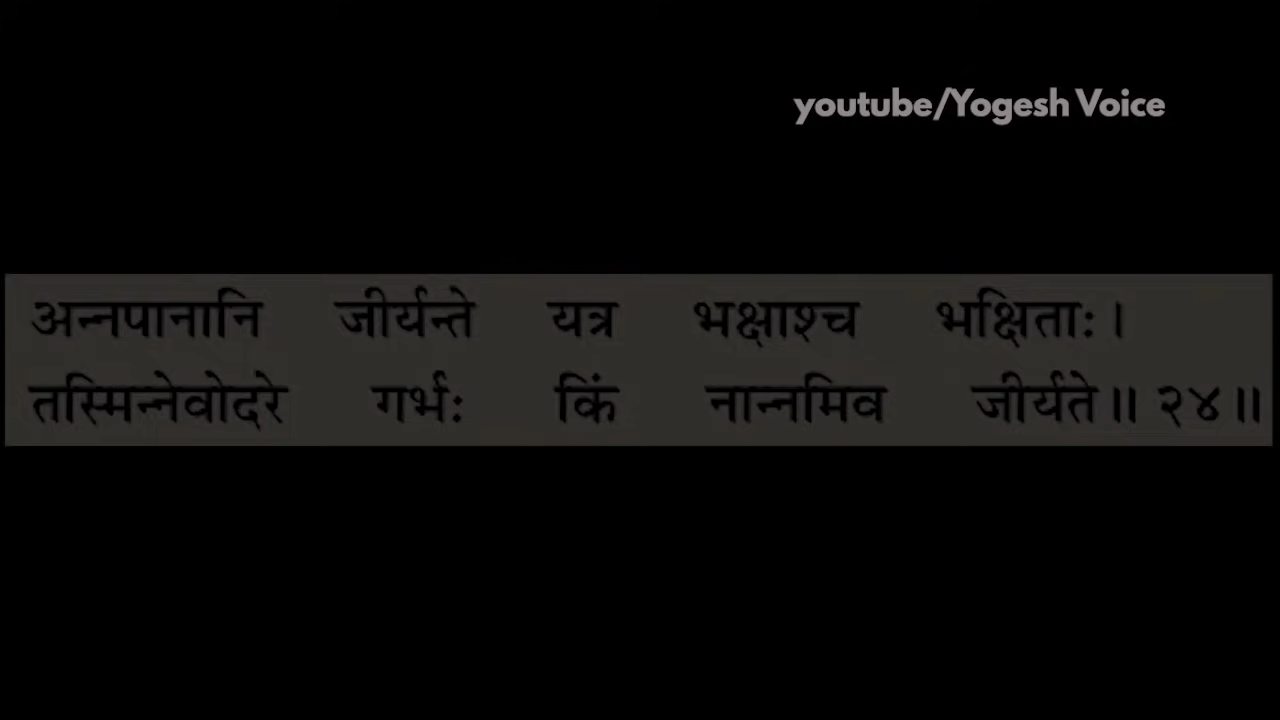 youtube/Yogesh Voice
अन्नपानानि जीर्यन्ते यत्र भक्षाश्च भक्षिताः ।
तस्मिन्नेवोदरे गर्भः किं नान्नमिव जीर्यते ॥ २४ ॥